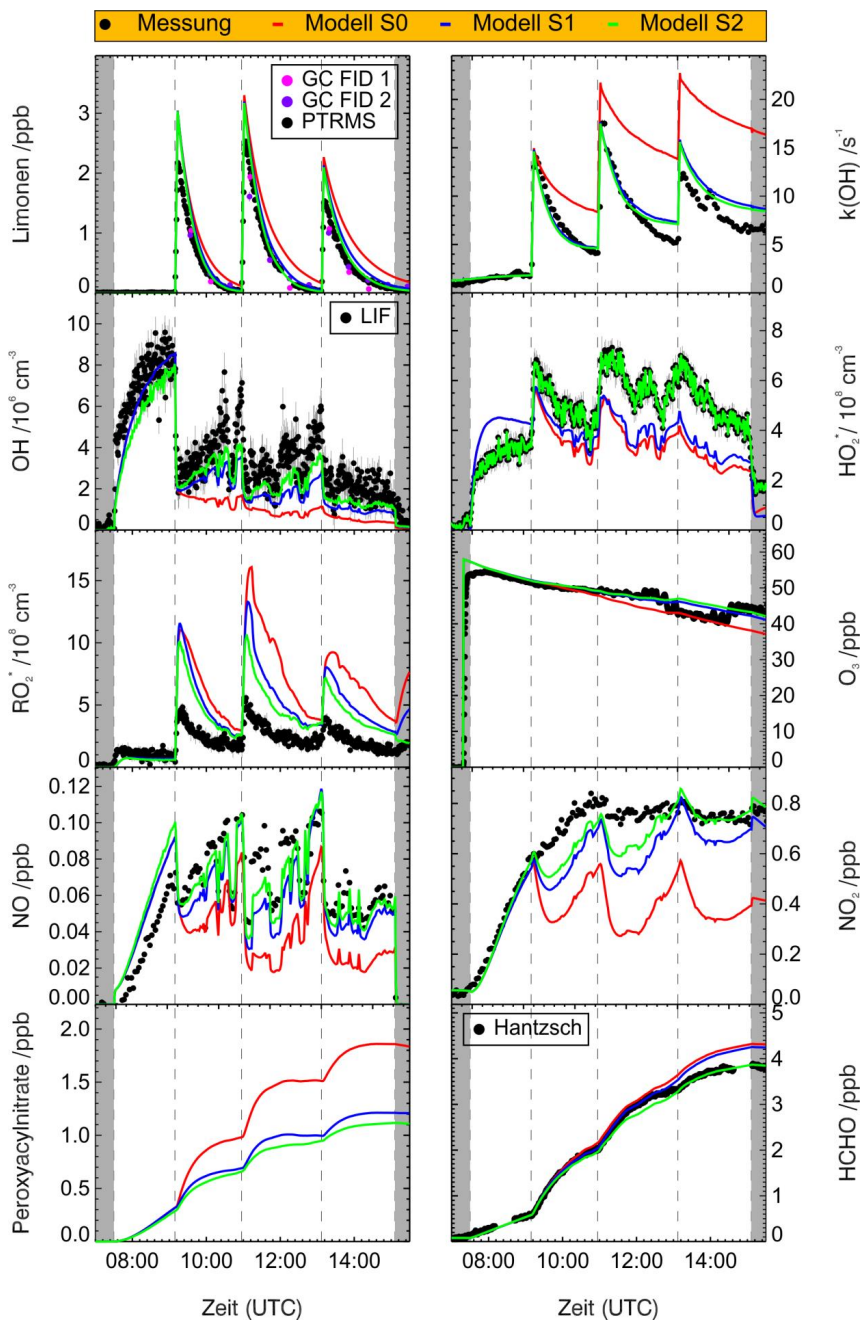 Messung Modell S0 Modell S1 Modell S2
GC FID 1
GC FID 2
PTRMS
Limonen /ppb
3
2
1
0
k(OH) /s⁻¹
20
15
10
5
0
LIF
OH /10⁶ cm⁻³
10
8
6
4
2
0
HO₂* / 10⁸ cm⁻³
8
6
4
2
0
RO₂* / 10⁸ cm⁻³
15
10
5
0
O₃ /ppb
60
50
40
30
20
10
0
NO /ppb
0.12
0.10
0.08
0.06
0.04
0.02
0.00
NO₂ /ppb
0.8
0.6
0.4
0.2
0.0
Peroxyacylnitrate /ppb
2.0
1.5
1.0
0.5
0.0
Hantzsch
HCHO /ppb
5
4
3
2
1
0
08:00 10:00 12:00 14:00
08:00 10:00 12:00 14:00
Zeit (UTC)
Zeit (UTC)